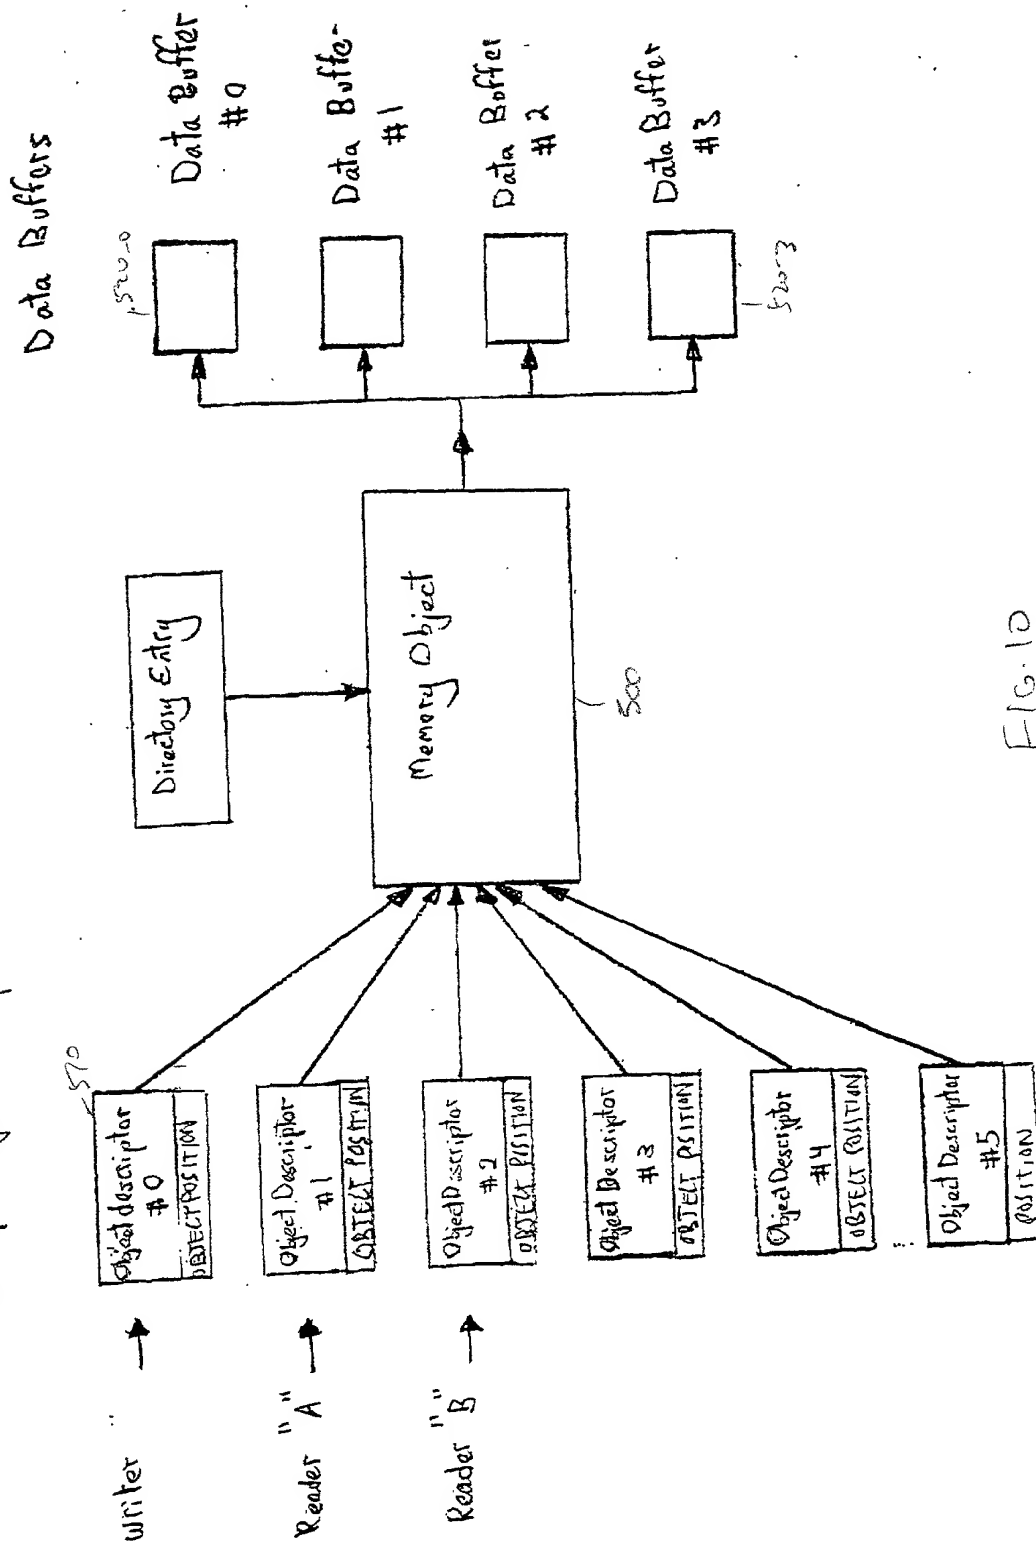 Data Buffers
Writer
570
Object descriptor
#0
OBJECT POSITION
Reader "A"
Object Descriptor
#1
OBJECT POSITION
Reader "B"
Object Descriptor
#2
OBJECT POSITION
Object Descriptor
#3
OBJECT POSITION
Object Descriptor
#4
OBJECT POSITION
Object Descriptor
#5
POSITION
Directory Entry
Memory Object
500
520-0
Data Buffer
#0
Data Buffer
#1
Data Buffer
#2
Data Buffer
#3
520-3
FIG. 10